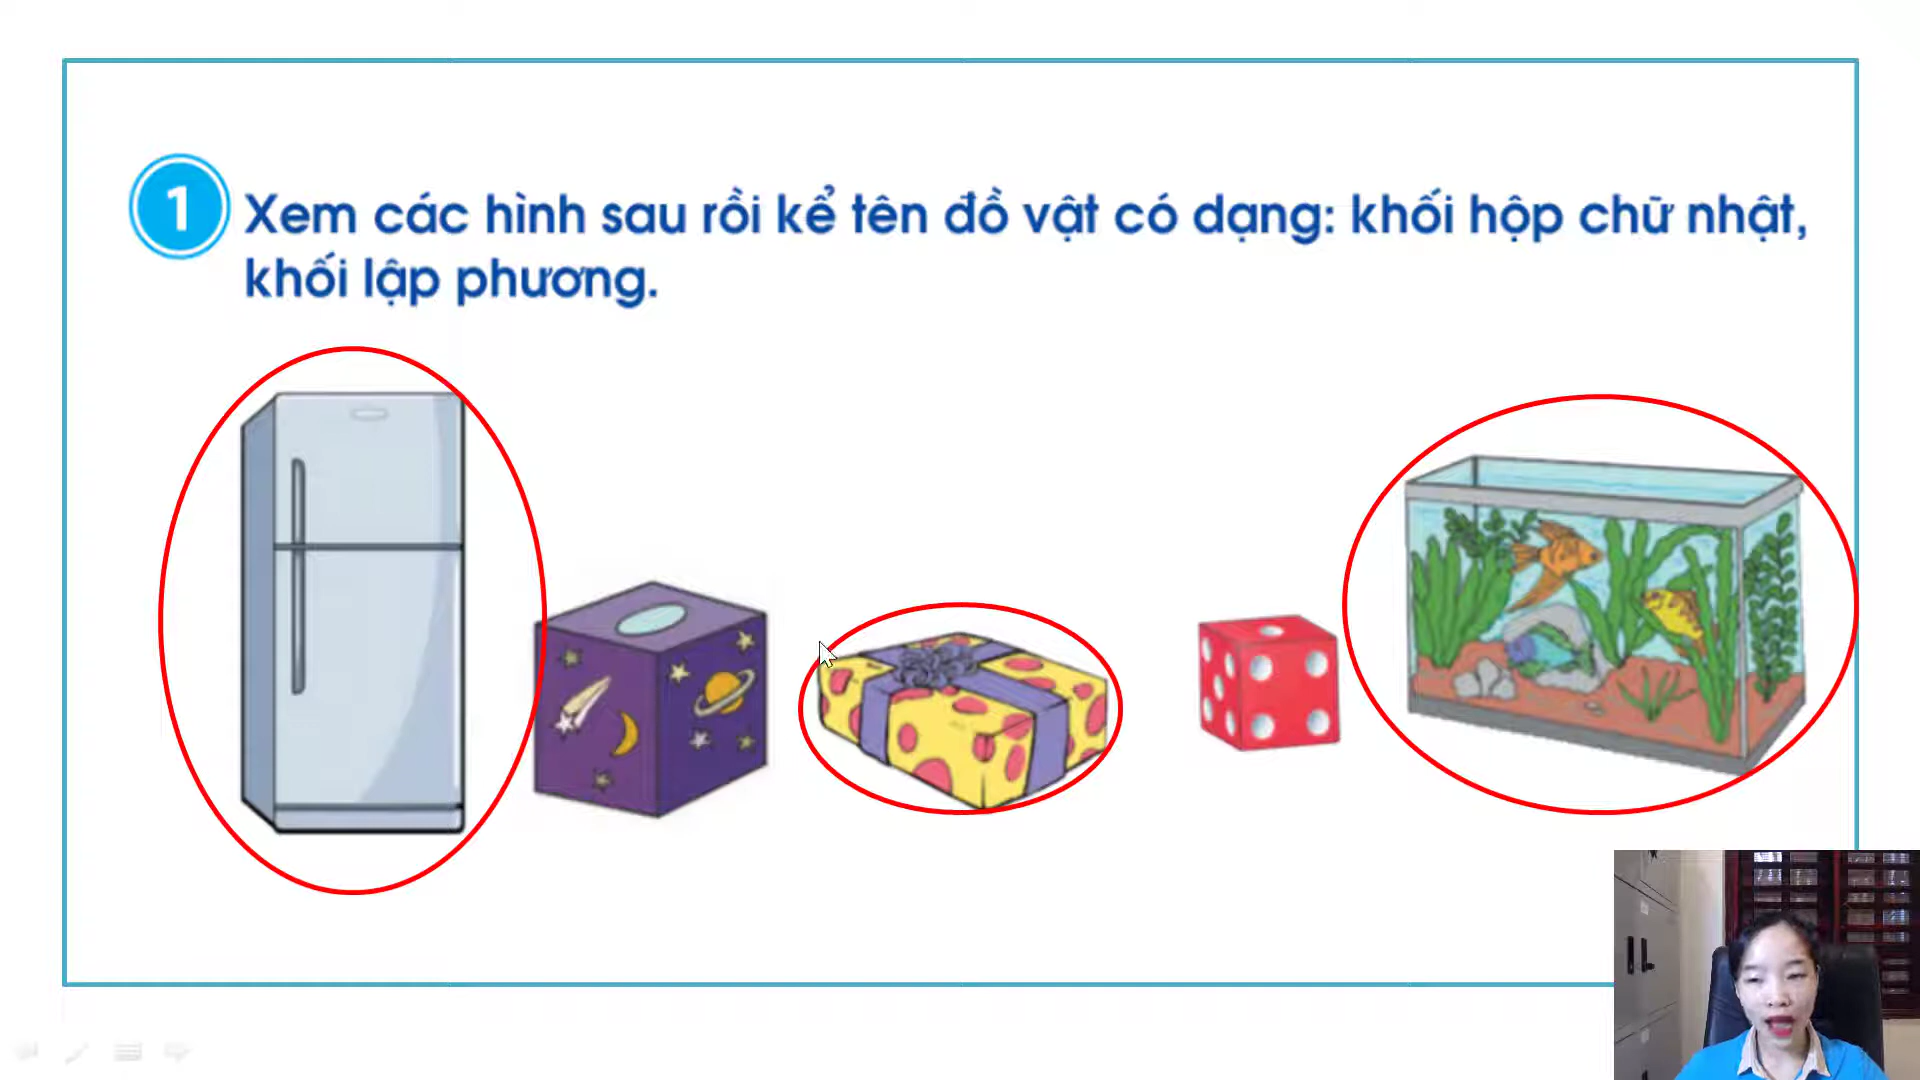 1 Xem các hình sau rồi kể tên đồ vật có dạng: khối hộp chữ nhật,
khối lập phương.